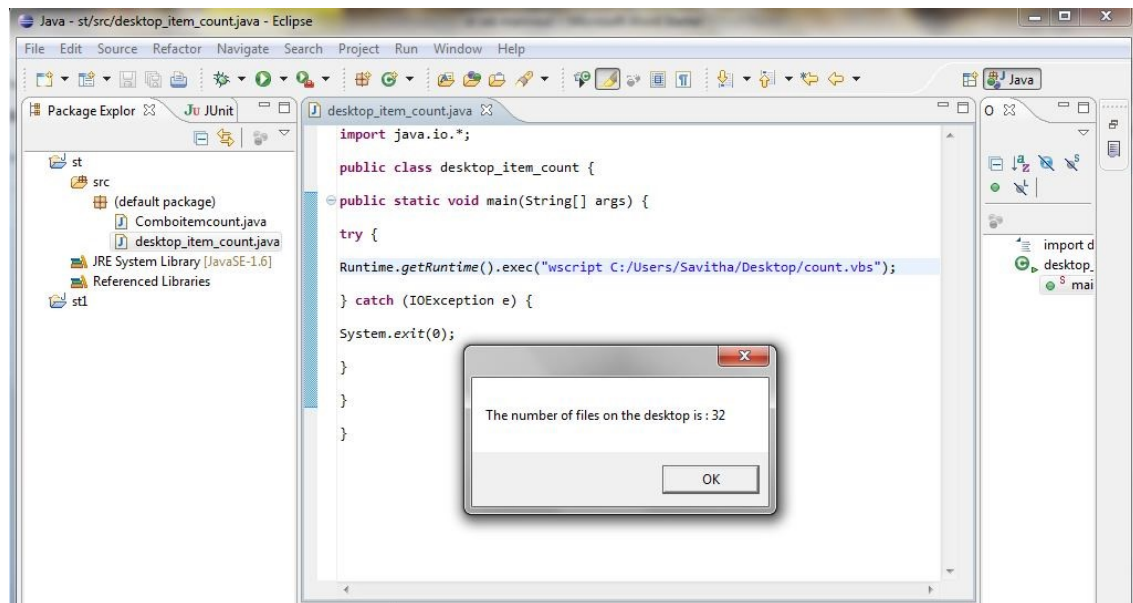 Java - st/src/desktop_item_count.java - Eclipse
File Edit Source Refactor Navigate Search Project Run Window Help
Java
Package Explor
JUnit
desktop_item_count.java
O
st
src
(default package)
Comboitemcount.java
desktop_item_count.java
JRE System Library [JavaSE-1.6]
Referenced Libraries
st1
import java.io.*;
public class desktop_item_count {
public static void main(String[] args) {
try {
Runtime.getRuntime().exec("wscript C:/Users/Savitha/Desktop/count.vbs");
} catch (IOException e) {
System.exit(0);
}
}
}
The number of files on the desktop is : 32
OK
import d
desktop_
S mai